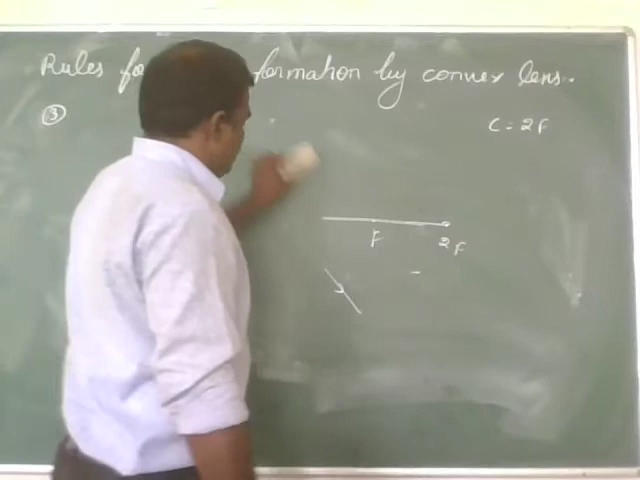 Rules fo formation by convex lens.
3
C = 2F
F 2F